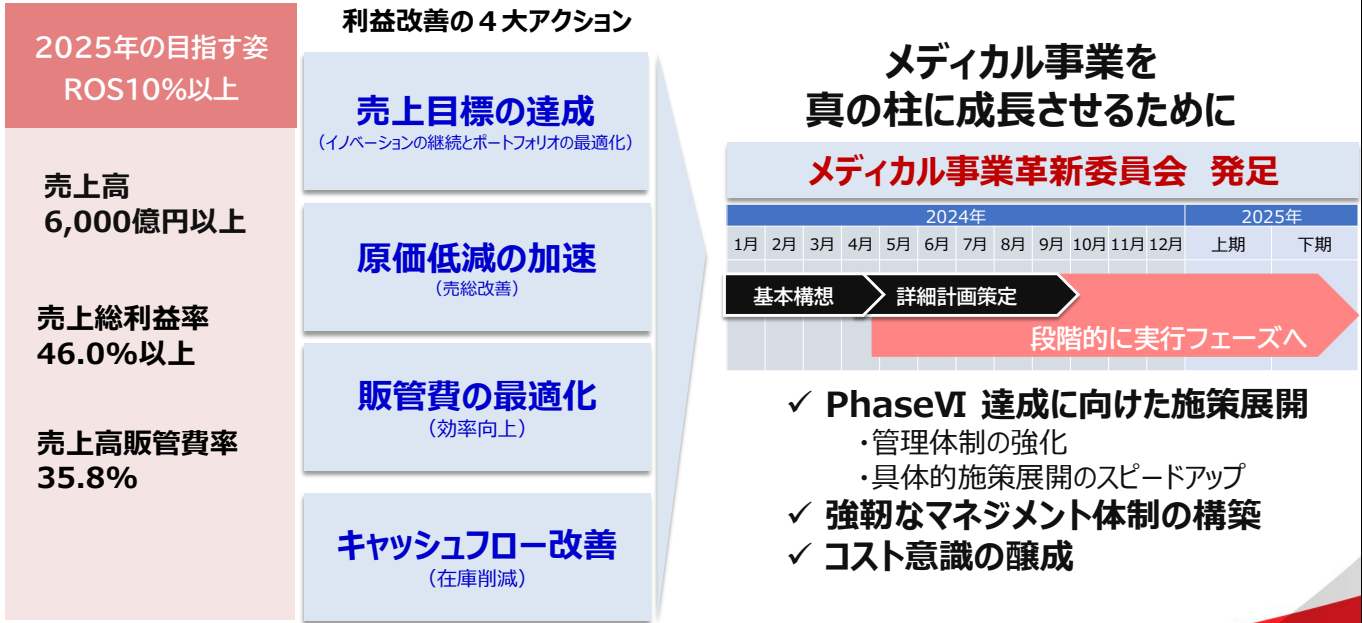 2025年の目指す姿
ROS10%以上
売上高
6,000億円以上
売上総利益率
46.0%以上
売上高販管費率
35.8%
利益改善の4大アクション
売上目標の達成
（イノベーションの継続とポートフォリオの最適化）
原価低減の加速
（売総改善）
販管費の最適化
（効率向上）
キャッシュフロー改善
（在庫削減）
メディカル事業を
真の柱に成長させるために
メディカル事業革新委員会 発足
2024年 2025年
1月 2月 3月 4月 5月 6月 7月 8月 9月 10月 11月 12月 上期 下期
基本構想 詳細計画策定
段階的に実行フェーズへ
✓ PhaseⅥ 達成に向けた施策展開
・管理体制の強化
・具体的施策展開のスピードアップ
✓ 強靭なマネジメント体制の構築
✓ コスト意識の醸成